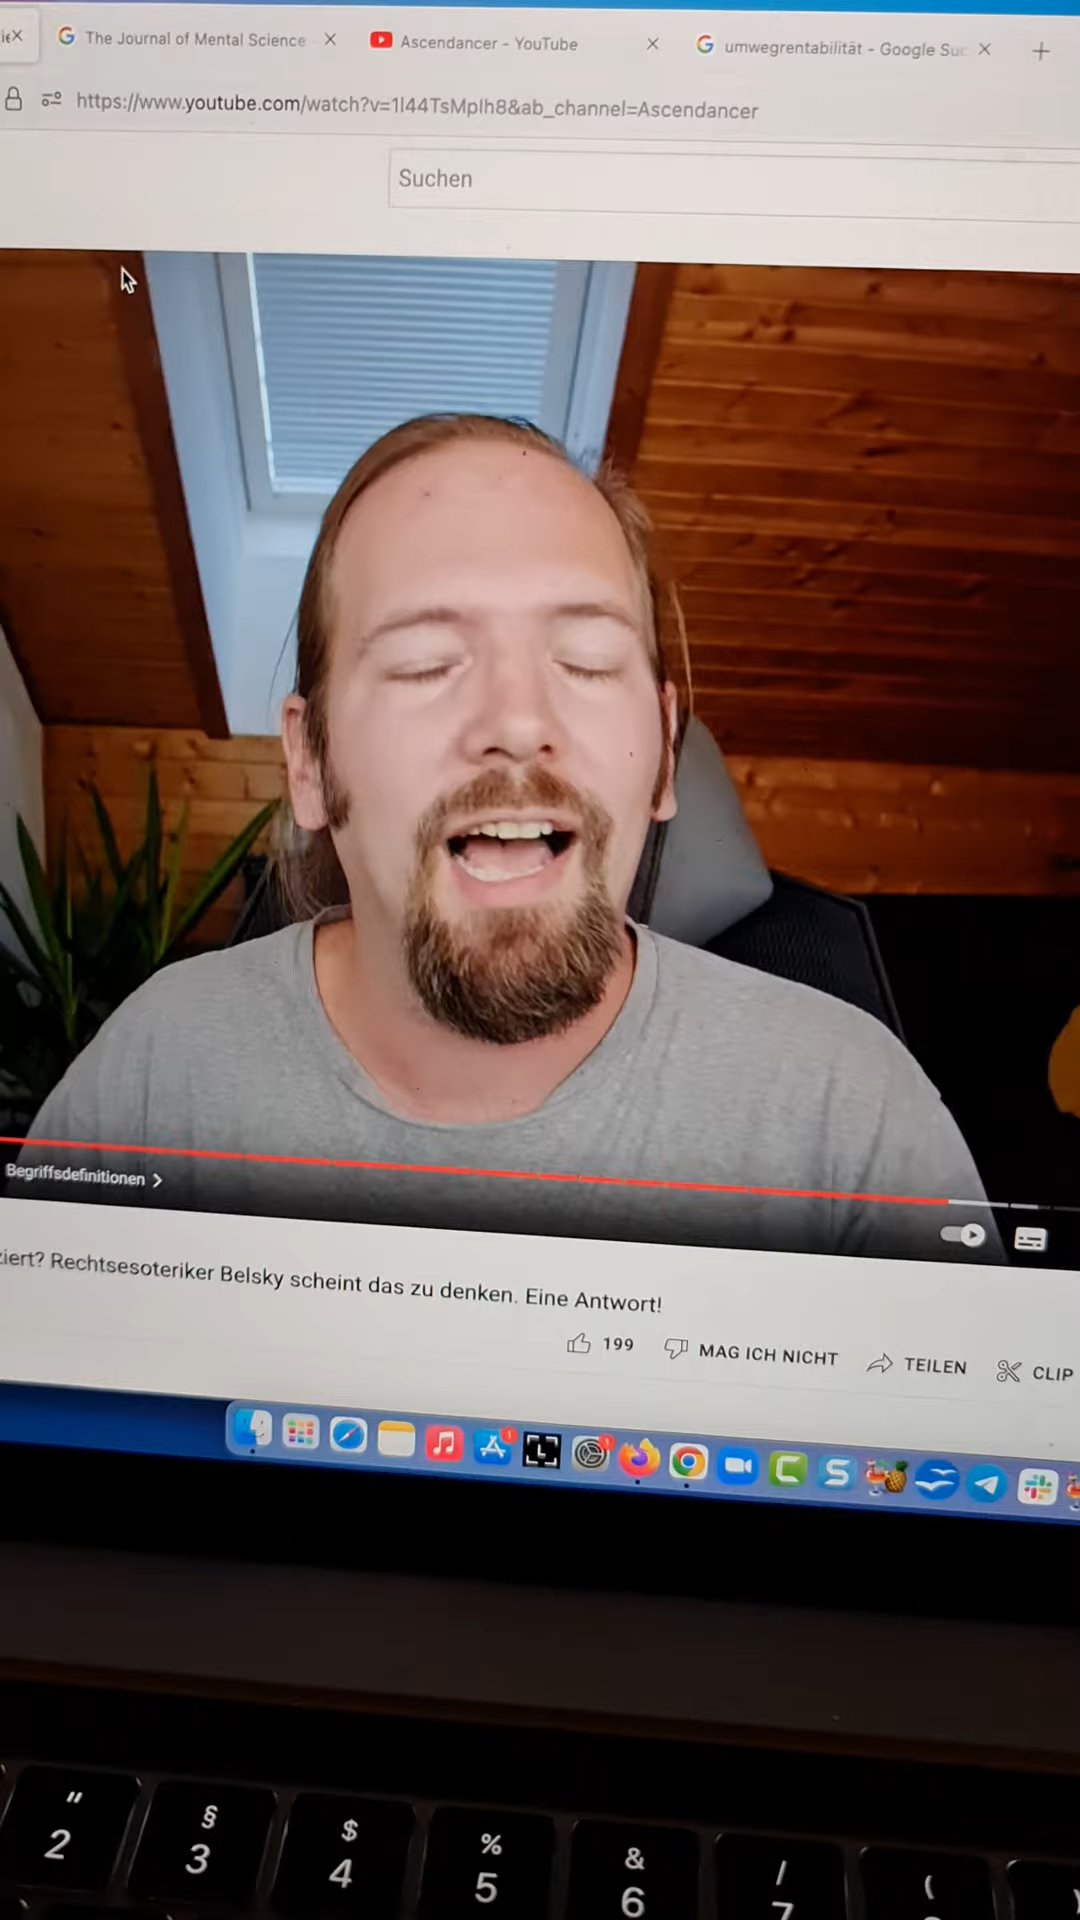 The Journal of Mental Science
Ascendancer - YouTube
umwegrentabilität - Google Suc
https://www.youtube.com/watch?v=1l44TsMplh8&ab_channel=Ascendancer
Suchen
Begriffsdefinitionen
iert? Rechtsesoteriker Belsky scheint das zu denken. Eine Antwort!
199 MAG ICH NICHT TEILEN CLIP
" § $ % & / (
2 3 4 5 6 7